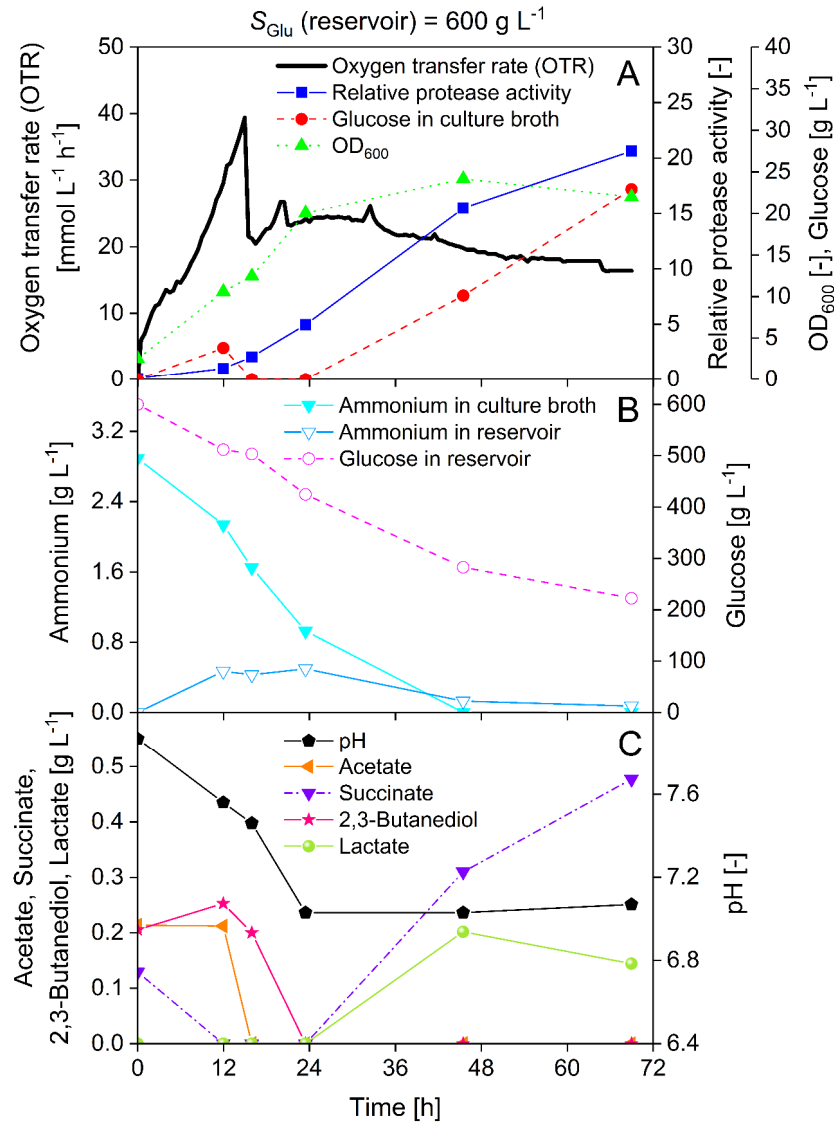 S_Glu (reservoir) = 600 g L⁻¹
A
Oxygen transfer rate (OTR)
Relative protease activity
Glucose in culture broth
OD₆₀₀
Oxygen transfer rate (OTR)
[mmol L⁻¹ h⁻¹]
50
40
30
20
10
0
Relative protease activity [-]
30
25
20
15
10
5
0
OD₆₀₀ [-], Glucose [g L⁻¹]
40
35
30
25
20
15
10
5
0
B
Ammonium in culture broth
Ammonium in reservoir
Glucose in reservoir
Ammonium [g L⁻¹]
3.2
2.4
1.6
0.8
0.0
Glucose [g L⁻¹]
600
500
400
300
200
100
0
C
pH
Acetate
Succinate
2,3-Butanediol
Lactate
Acetate, Succinate,
2,3-Butanediol, Lactate [g L⁻¹]
0.5
0.4
0.3
0.2
0.1
0.0
pH [-]
7.6
7.2
6.8
6.4
0 12 24 36 48 60 72
Time [h]